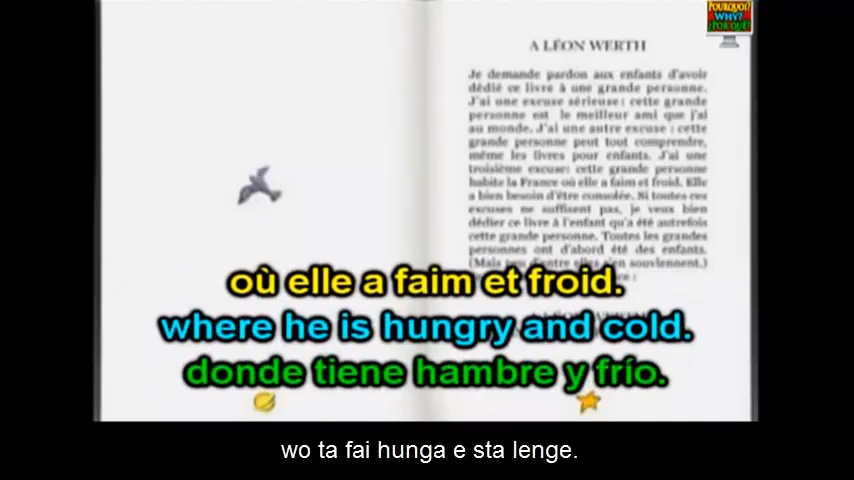 POURQUOI?
WHY?
¿POR QUÉ?
A LÉON WERTH
Je demande pardon aux enfants d'avoir
dédié ce livre à une grande personne.
J'ai une excuse sérieuse : cette grande
personne est le meilleur ami que j'ai
au monde. J'ai une autre excuse : cette
grande personne peut tout comprendre,
même les livres pour enfants. J'ai une
troisième excuse: cette grande personne
habite la France où elle a faim et froid. Elle
a bien besoin d'être consolée. Si toutes ces
excuses ne suffisent pas, je veux bien
dédier ce livre à l'enfant qu'a été autrefois
cette grande personne. Toutes les grandes
personnes ont d'abord été des enfants.
(Mais peu d'entre elles s'en souviennent.)
où elle a faim et froid.
where he is hungry and cold.
donde tiene hambre y frío.
wo ta fai hunga e sta lenge.